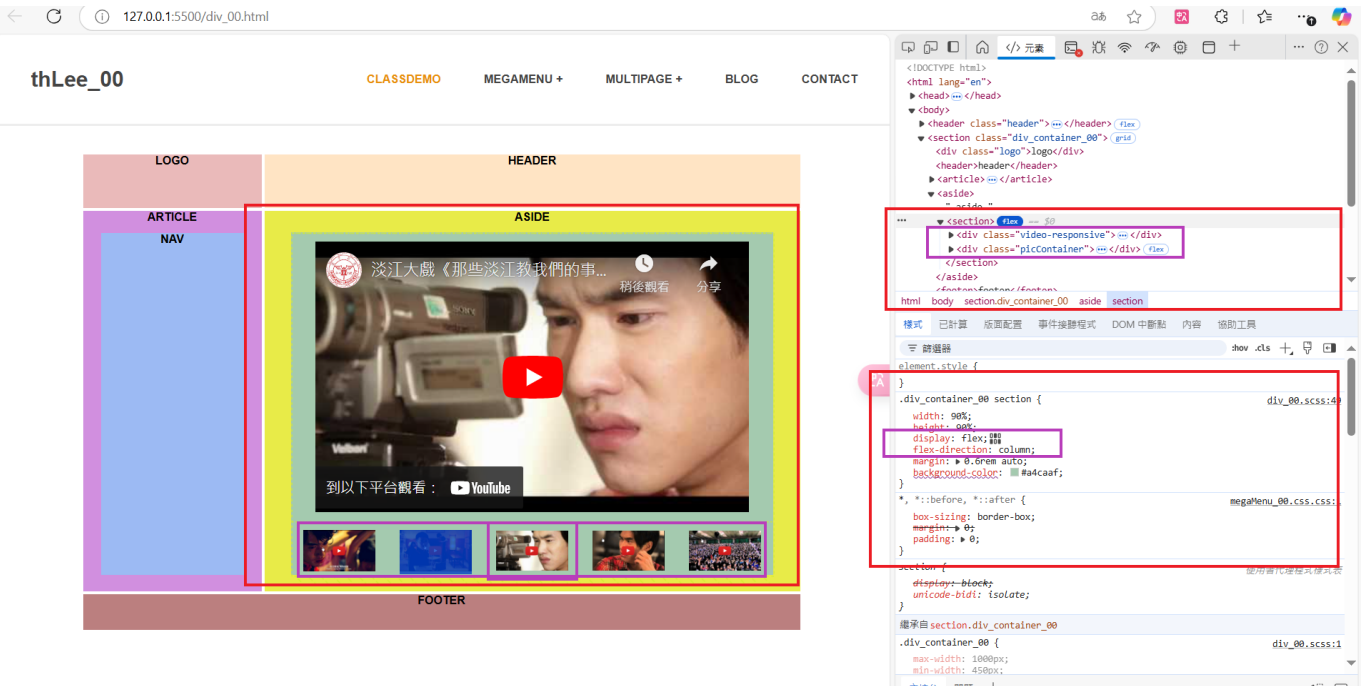 127.0.0.1:5500/div_00.html
thLee_00
CLASSDEMO
MEGAMENU +
MULTIPAGE +
BLOG
CONTACT
LOGO
HEADER
ARTICLE
ASIDE
NAV
淡江大戲《那些淡江教我們的事...
稍後觀看
分享
SONY
Velbon
到以下平台觀看：
YouTube
FOOTER
</> 元素
<!DOCTYPE html>
<html lang="en">
<head> ⋯ </head>
<body>
<header class="header"> ⋯ </header> flex
<section class="div_container_00"> grid
<div class="logo">logo</div>
<header>header</header>
<article> ⋯ </article>
<aside>
" aside "
<section> flex == $0
<div class="video-responsive"> ⋯ </div>
<div class="picContainer"> ⋯ </div> flex
</section>
</aside>
<footer>footer</footer>
html body section.div_container_00 aside section
樣式 已計算 版面配置 事件接聽程式 DOM 中斷點 內容 協助工具
篩選器 :hov .cls
element.style {
}
.div_container_00 section { div_00.scss:49
width: 90%;
height: 90%;
display: flex;
flex-direction: column;
margin: 0.6rem auto;
background-color: #a4caaf;
}
*, *::before, *::after { megaMenu_00.css.css:
box-sizing: border-box;
margin: 0;
padding: 0;
}
section { 使用者代理程式樣式表
display: block;
unicode-bidi: isolate;
}
繼承自 section.div_container_00
.div_container_00 { div_00.scss:1
max-width: 1000px;
min-width: 450px;